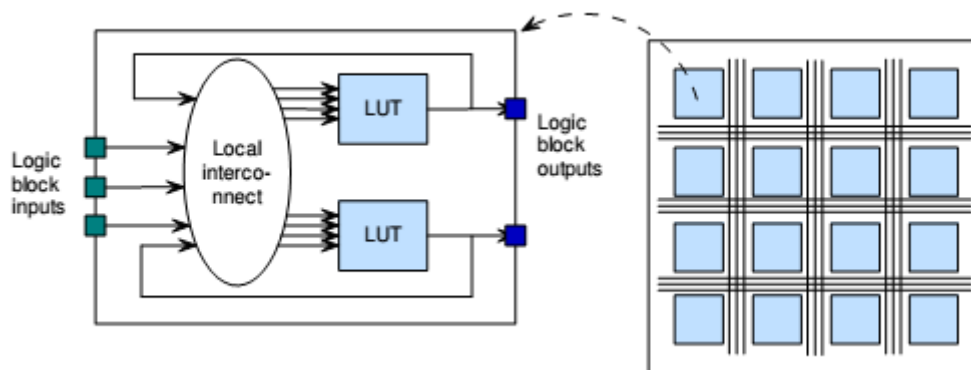 Logic
block
inputs
Local
interco-
nnect
LUT
LUT
Logic
block
outputs